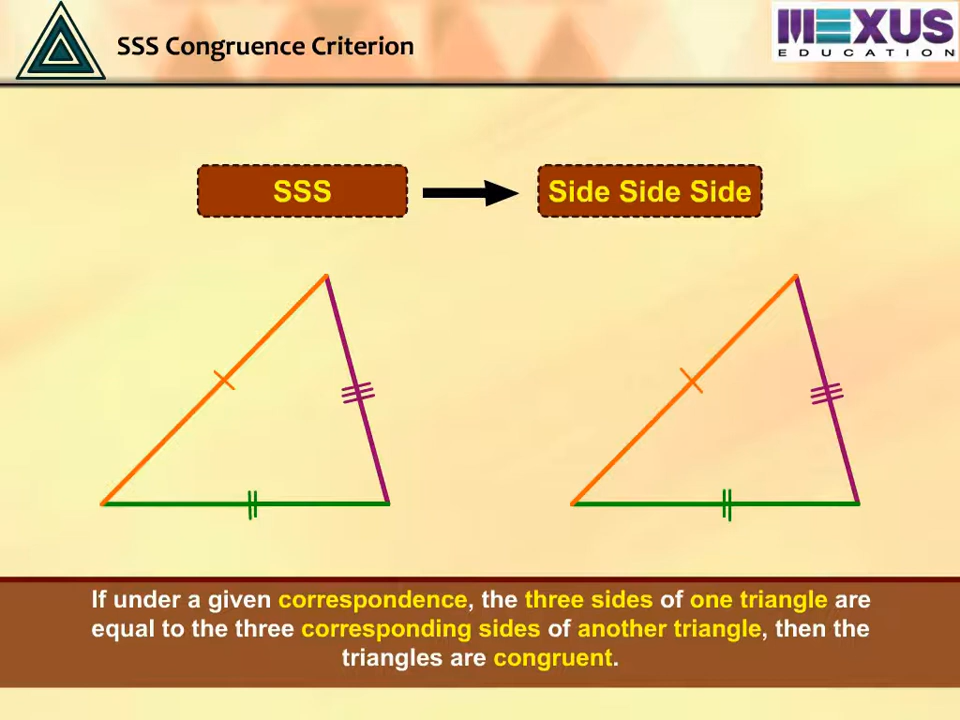 SSS Congruence Criterion
MEXUS
EDUCATION
SSS
Side Side Side
If under a given correspondence, the three sides of one triangle are
equal to the three corresponding sides of another triangle, then the
triangles are congruent.